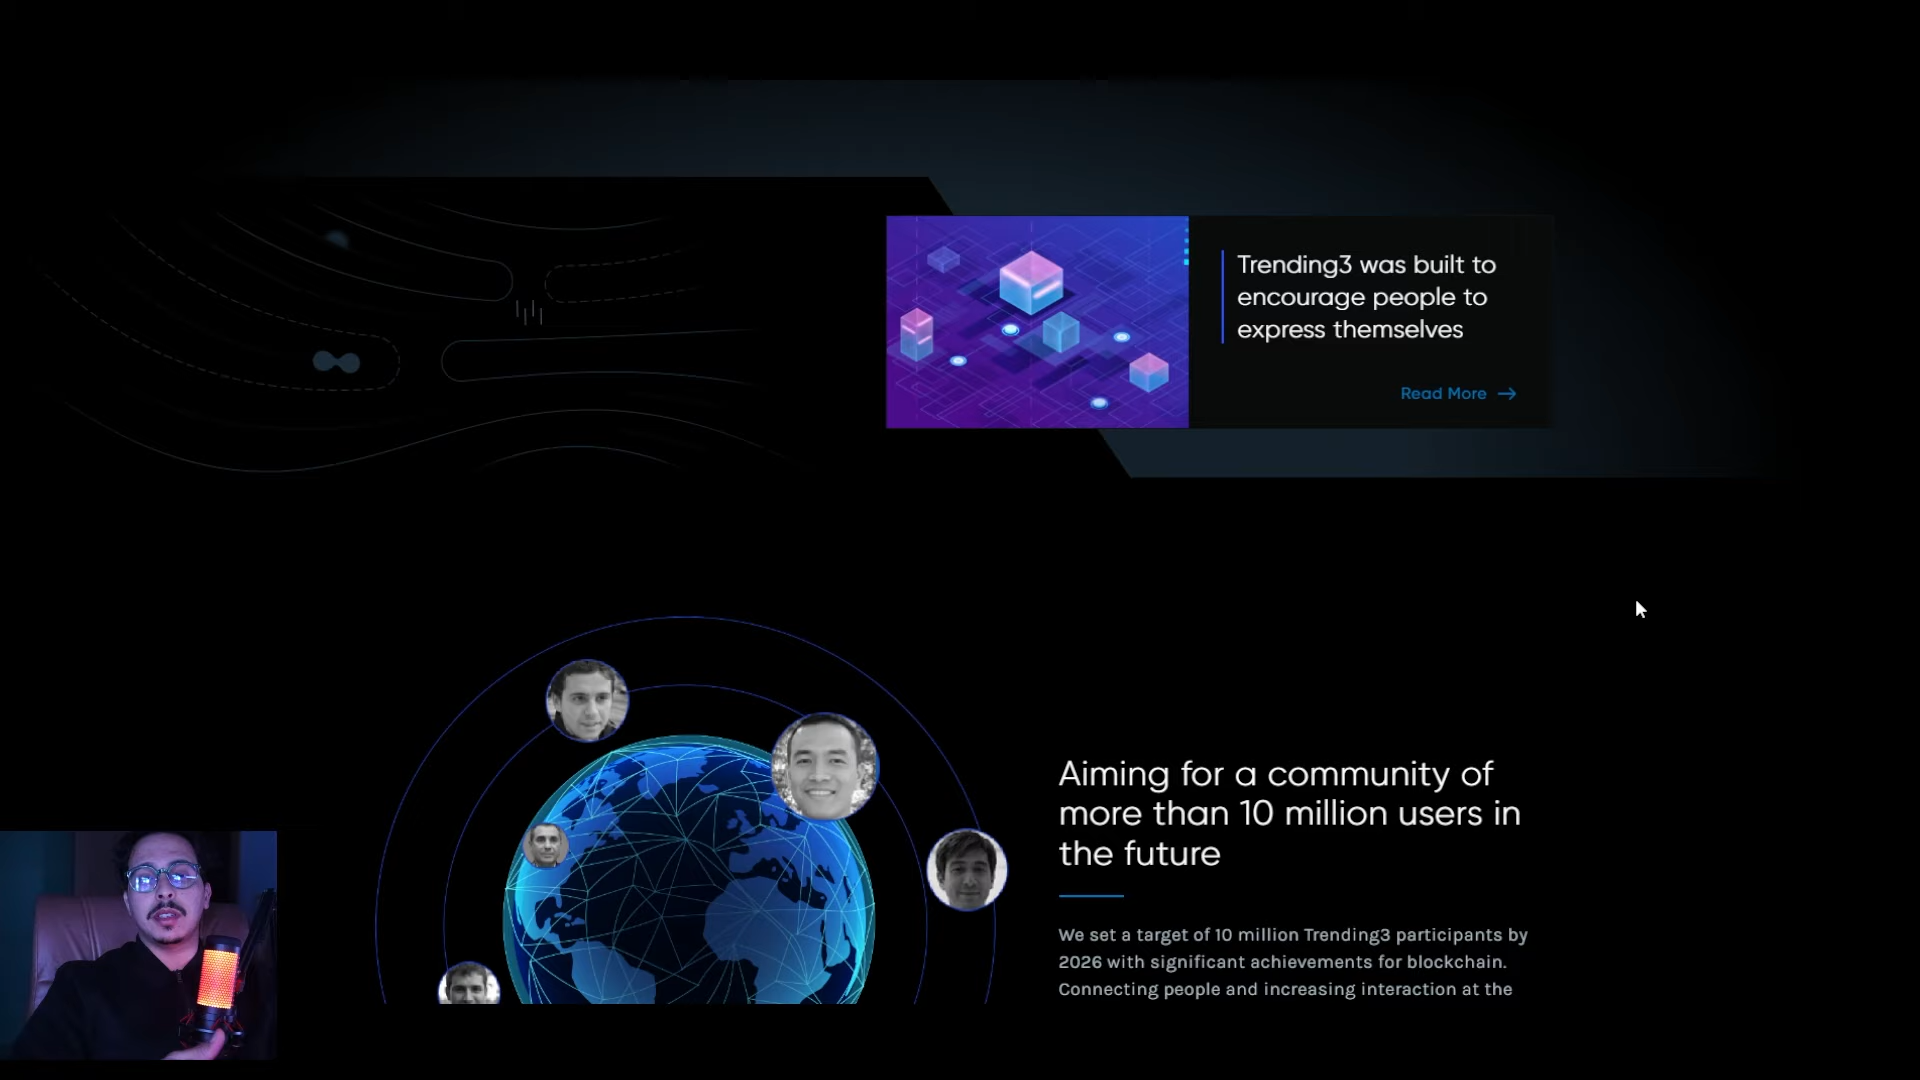 Trending3 was built to
encourage people to
express themselves
Read More
Aiming for a community of
more than 10 million users in
the future
We set a target of 10 million Trending3 participants by
2026 with significant achievements for blockchain.
Connecting people and increasing interaction at the